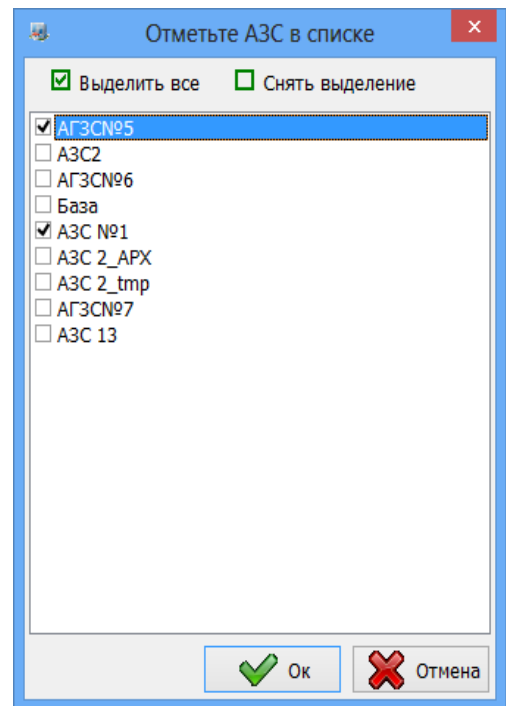 Отметьте АЗС в списке
Выделить все Снять выделение
АГЗС№5
АЗС2
АГЗС№6
База
АЗС №1
АЗС 2_АРХ
АЗС 2_tmp
АГЗС№7
АЗС 13
Ок Отмена